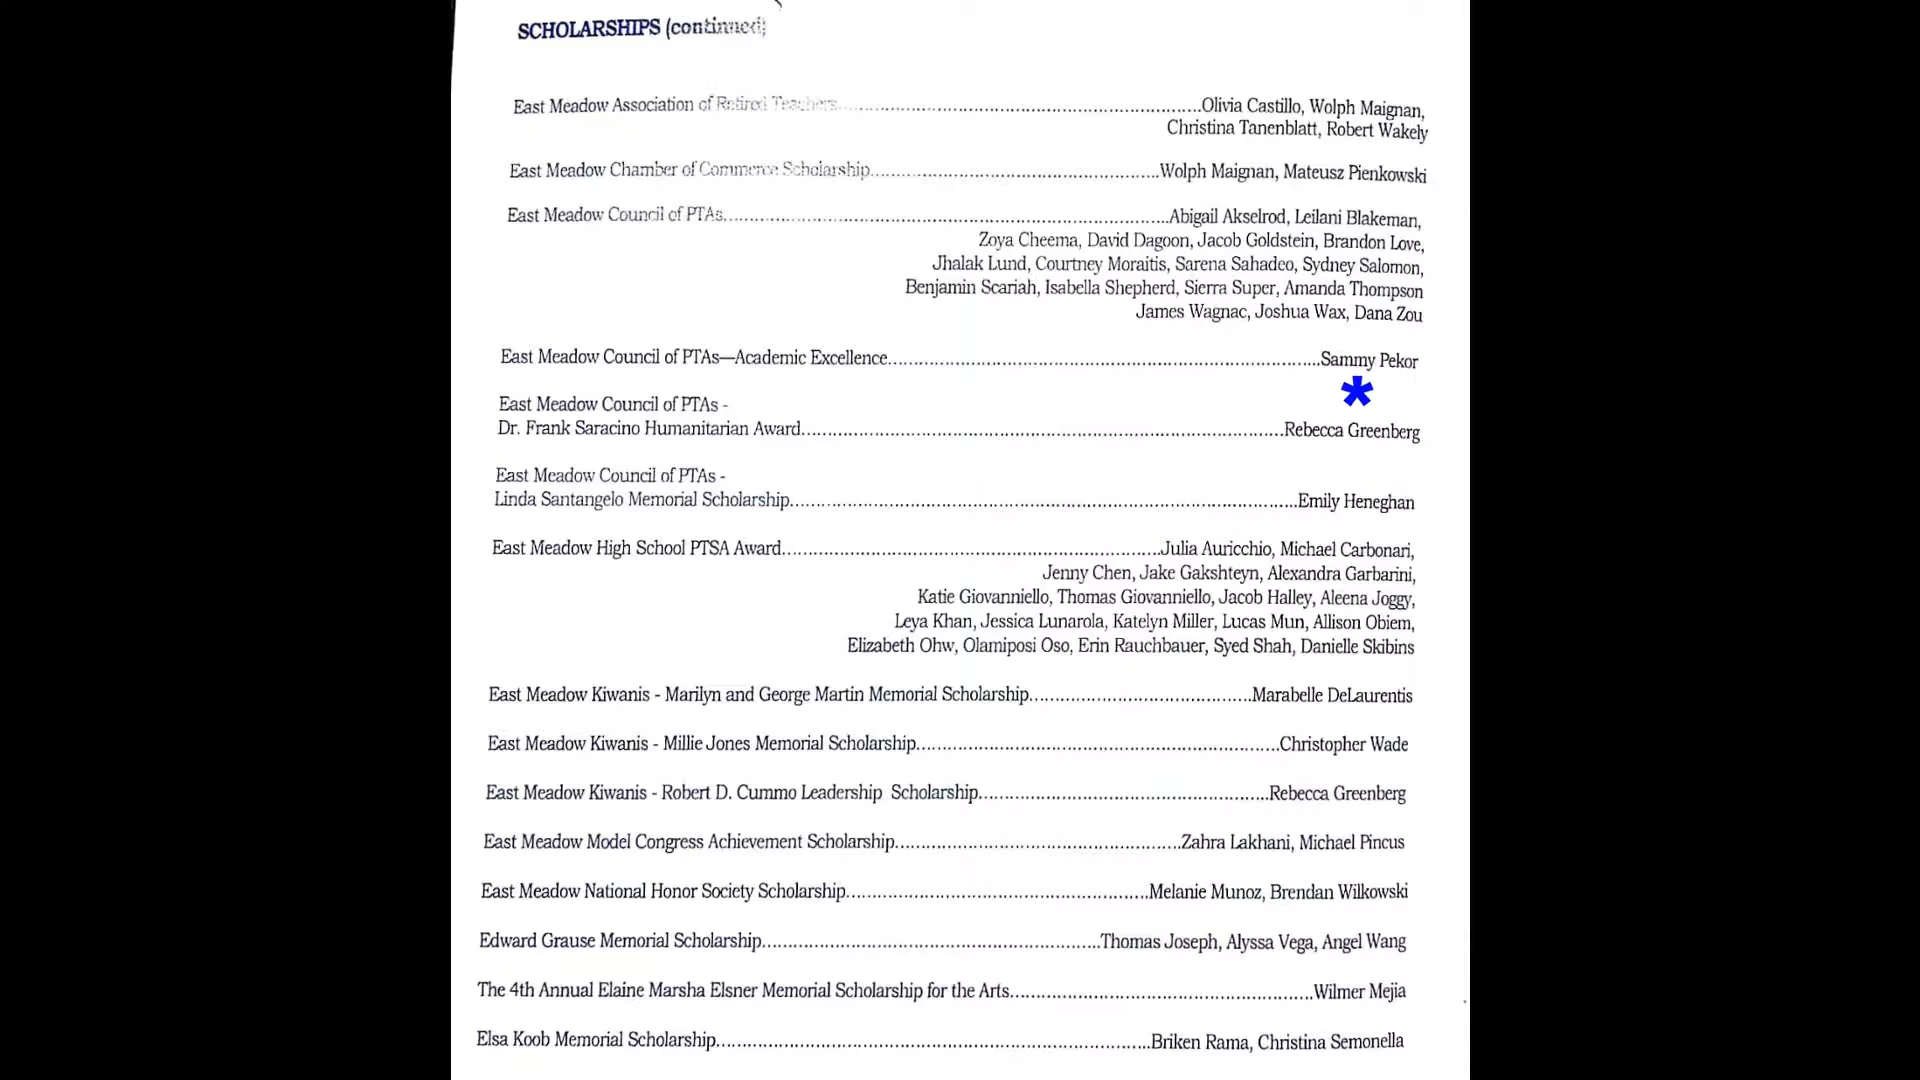 SCHOLARSHIPS (continued)
East Meadow Association of Retired Teachers........................Olivia Castillo, Wolph Maignan,
Christina Tanenblatt, Robert Wakely
East Meadow Chamber of Commerce Scholarship........................Wolph Maignan, Mateusz Pienkowski
East Meadow Council of PTAs........................Abigail Akselrod, Leilani Blakeman,
Zoya Cheema, David Dagoon, Jacob Goldstein, Brandon Love,
Jhalak Lund, Courtney Moraitis, Sarena Sahadeo, Sydney Salomon,
Benjamin Scariah, Isabella Shepherd, Sierra Super, Amanda Thompson
James Wagnac, Joshua Wax, Dana Zou
East Meadow Council of PTAs—Academic Excellence........................Sammy Pekor
*
East Meadow Council of PTAs -
Dr. Frank Saracino Humanitarian Award........................Rebecca Greenberg
East Meadow Council of PTAs -
Linda Santangelo Memorial Scholarship........................Emily Heneghan
East Meadow High School PTSA Award........................Julia Auricchio, Michael Carbonari,
Jenny Chen, Jake Gakshteyn, Alexandra Garbarini,
Katie Giovanniello, Thomas Giovanniello, Jacob Halley, Aleena Joggy,
Leya Khan, Jessica Lunarola, Katelyn Miller, Lucas Mun, Allison Obiem,
Elizabeth Ohw, Olamiposi Oso, Erin Rauchbauer, Syed Shah, Danielle Skibins
East Meadow Kiwanis - Marilyn and George Martin Memorial Scholarship........................Marabelle DeLaurentis
East Meadow Kiwanis - Millie Jones Memorial Scholarship........................Christopher Wade
East Meadow Kiwanis - Robert D. Cummo Leadership Scholarship........................Rebecca Greenberg
East Meadow Model Congress Achievement Scholarship........................Zahra Lakhani, Michael Pincus
East Meadow National Honor Society Scholarship........................Melanie Munoz, Brendan Wilkowski
Edward Grause Memorial Scholarship........................Thomas Joseph, Alyssa Vega, Angel Wang
The 4th Annual Elaine Marsha Elsner Memorial Scholarship for the Arts........................Wilmer Mejia
Elsa Koob Memorial Scholarship........................Briken Rama, Christina Semonella